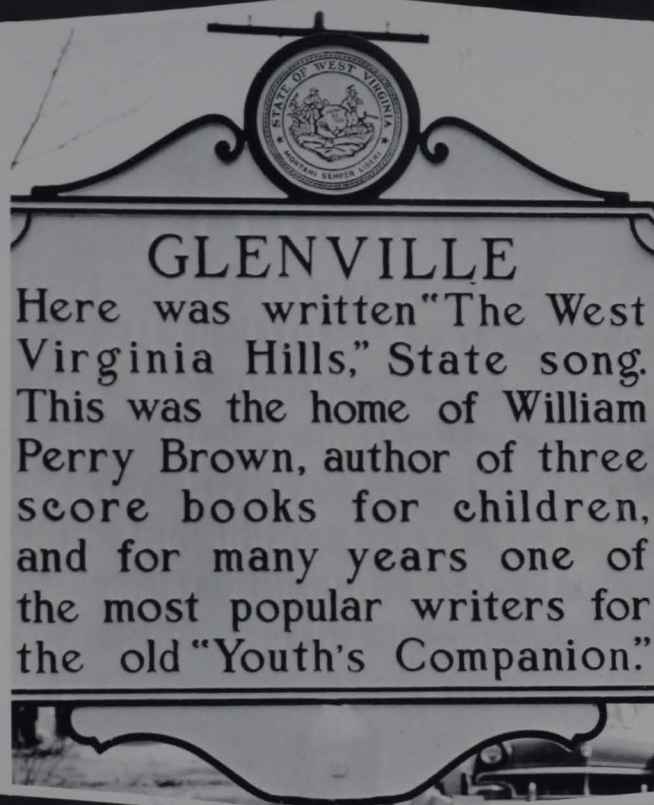 STATE OF WEST VIRGINIA
MONTANI SEMPER LIBERI
GLENVILLE
Here was written "The West
Virginia Hills," State song.
This was the home of William
Perry Brown, author of three
score books for children,
and for many years one of
the most popular writers for
the old "Youth's Companion."